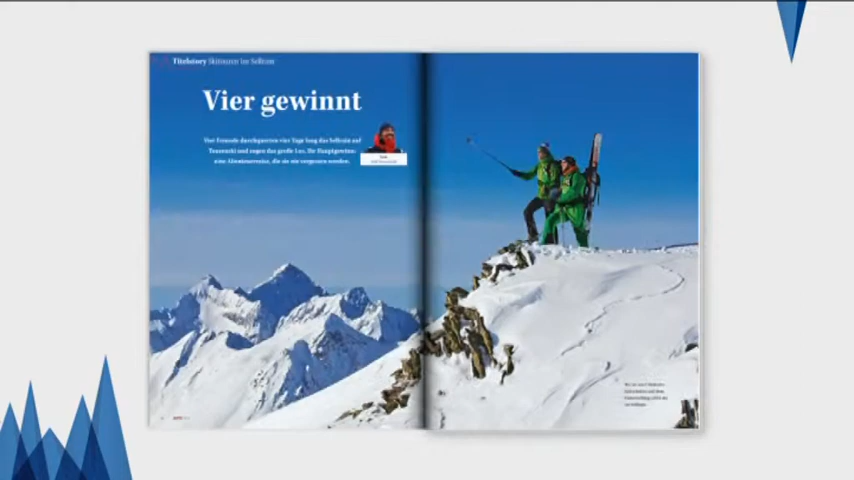 Titelstory Skitouren im Sellrain
Vier gewinnt
Vier Freunde durchquerten vier Tage lang das Sellrain auf
Tourenski und zogen das große Los. Ihr Hauptgewinn:
eine Abenteuerreise, die sie nie vergessen werden.